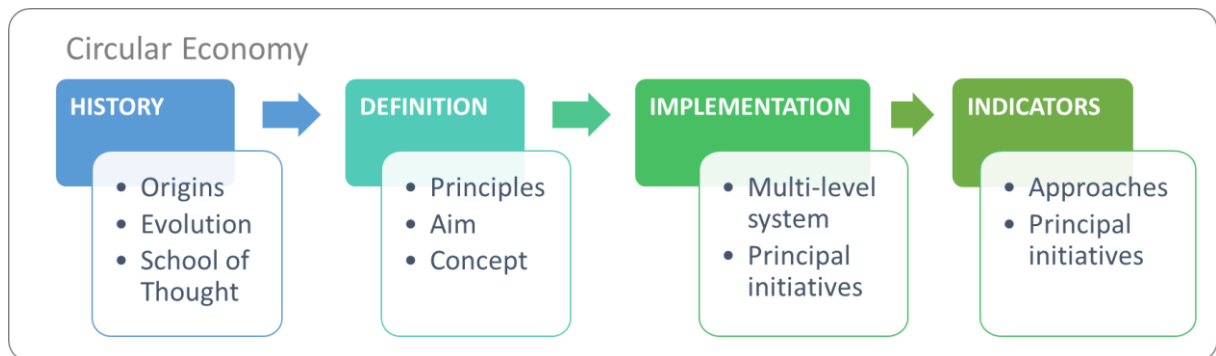 Circular Economy
HISTORY
• Origins
• Evolution
• School of
Thought
DEFINITION
• Principles
• Aim
• Concept
IMPLEMENTATION
• Multi-level
system
• Principal
initiatives
INDICATORS
• Approaches
• Principal
initiatives